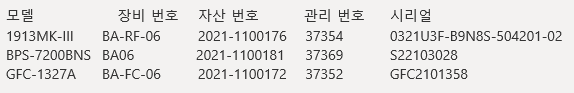 모델 장비 번호 자산 번호 관리 번호 시리얼
1913MK-III BA-RF-06 2021-1100176 37354 0321U3F-B9N8S-504201-02
BPS-7200BNS BA06 2021-1100181 37369 S22103028
GFC-1327A BA-FC-06 2021-1100172 37352 GFC2101358